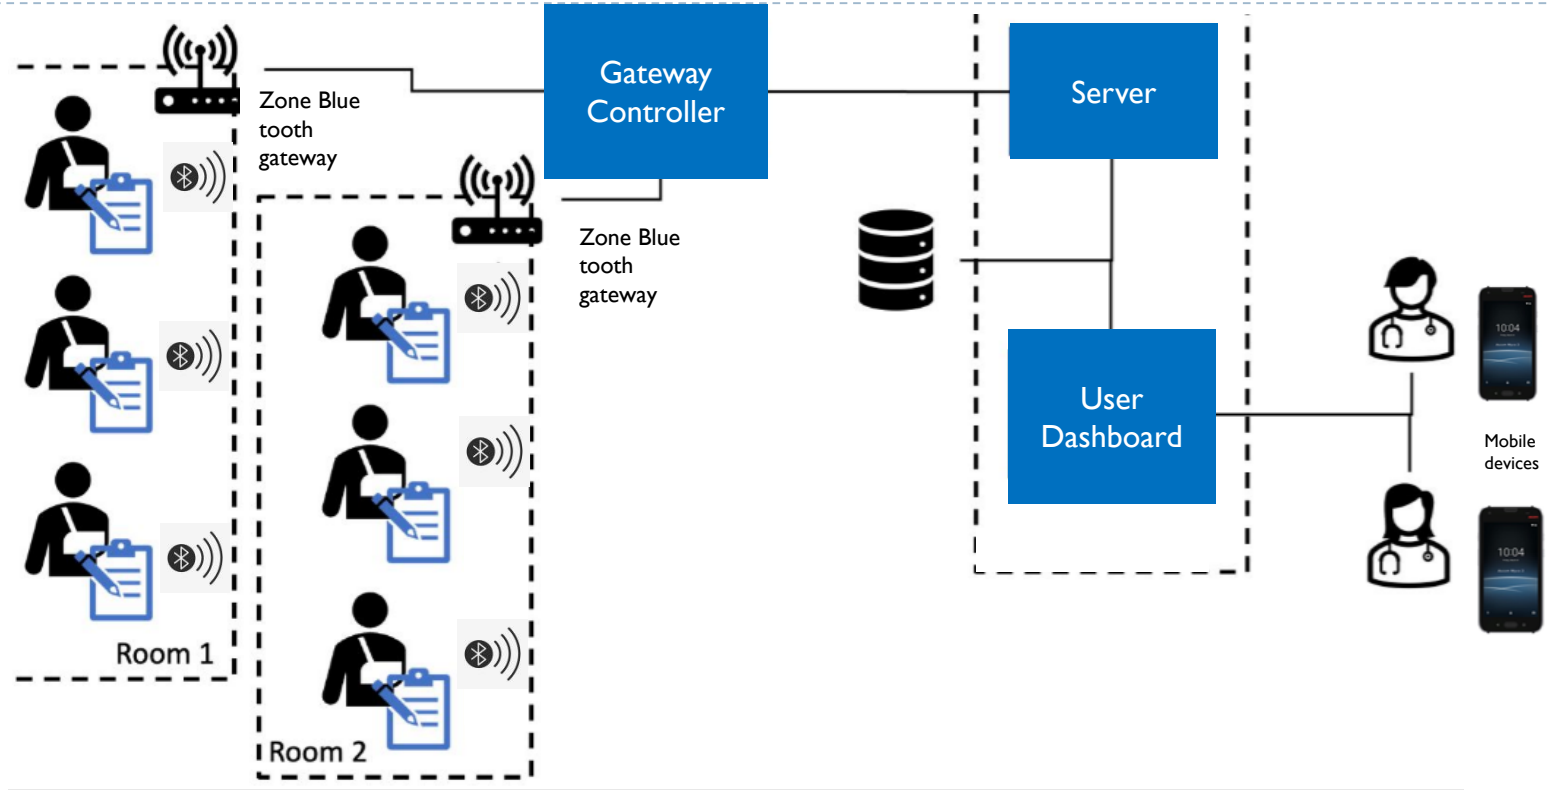 Gateway
Controller
Server
Zone Blue
tooth
gateway
Zone Blue
tooth
gateway
User
Dashboard
10:04
Mobile
devices
10:04
Room 1
Room 2